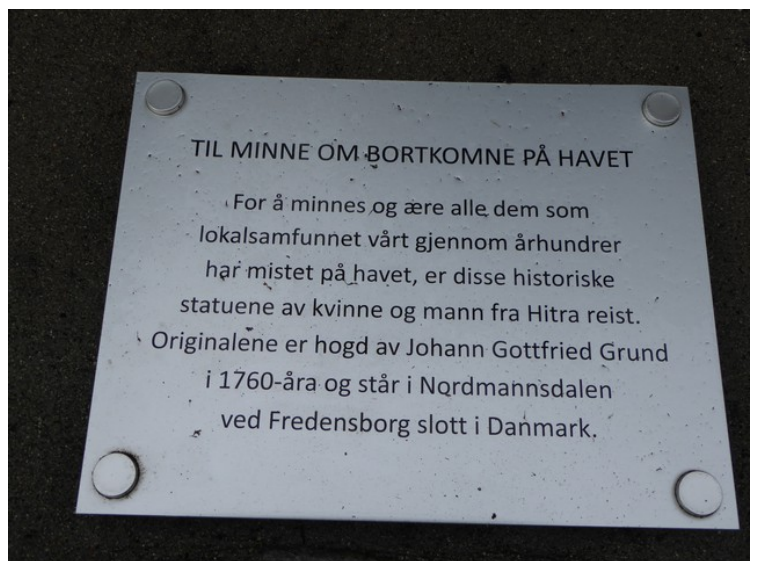 TIL MINNE OM BORTKOMNE PÅ HAVET
For å minnes og ære alle dem som
lokalsamfunnet vårt gjennom århundrer
har mistet på havet, er disse historiske
statuene av kvinne og mann fra Hitra reist.
Originalene er hogd av Johann Gottfried Grund
i 1760-åra og står i Nordmannsdalen
ved Fredensborg slott i Danmark.